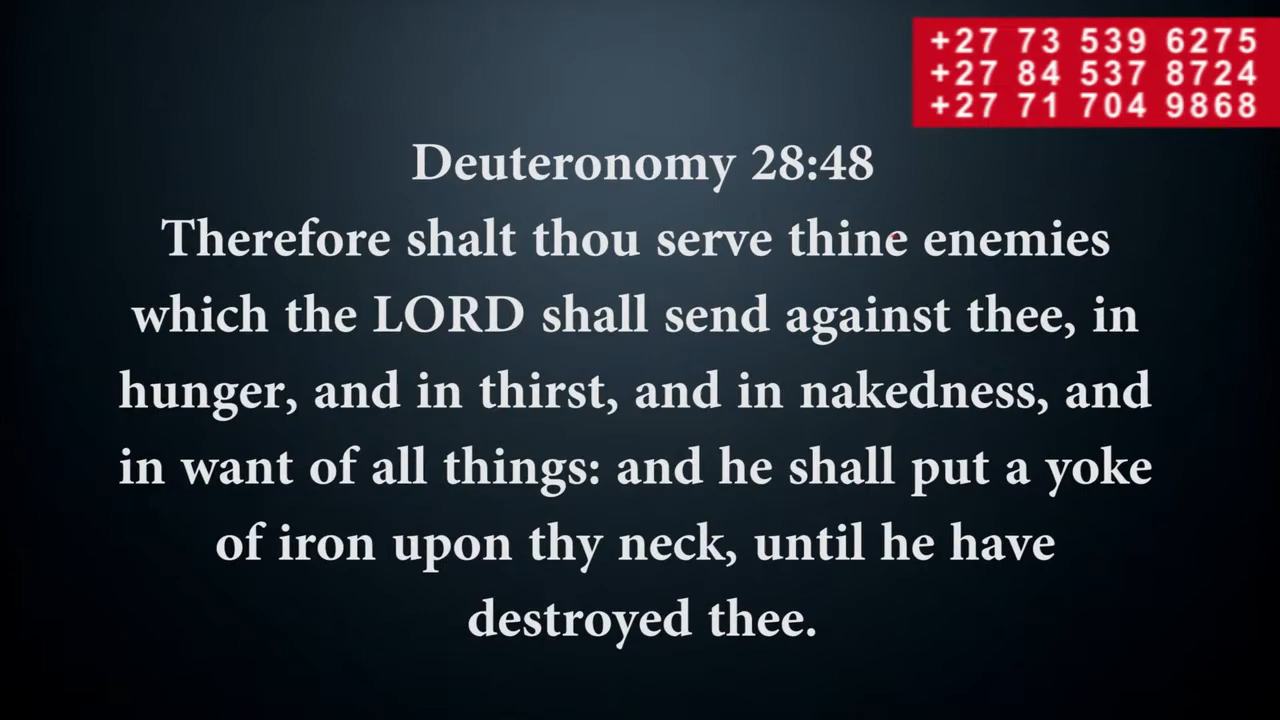 +27 73 539 6275
+27 84 537 8724
+27 71 704 9868
Deuteronomy 28:48
Therefore shalt thou serve thine enemies
which the LORD shall send against thee, in
hunger, and in thirst, and in nakedness, and
in want of all things: and he shall put a yoke
of iron upon thy neck, until he have
destroyed thee.